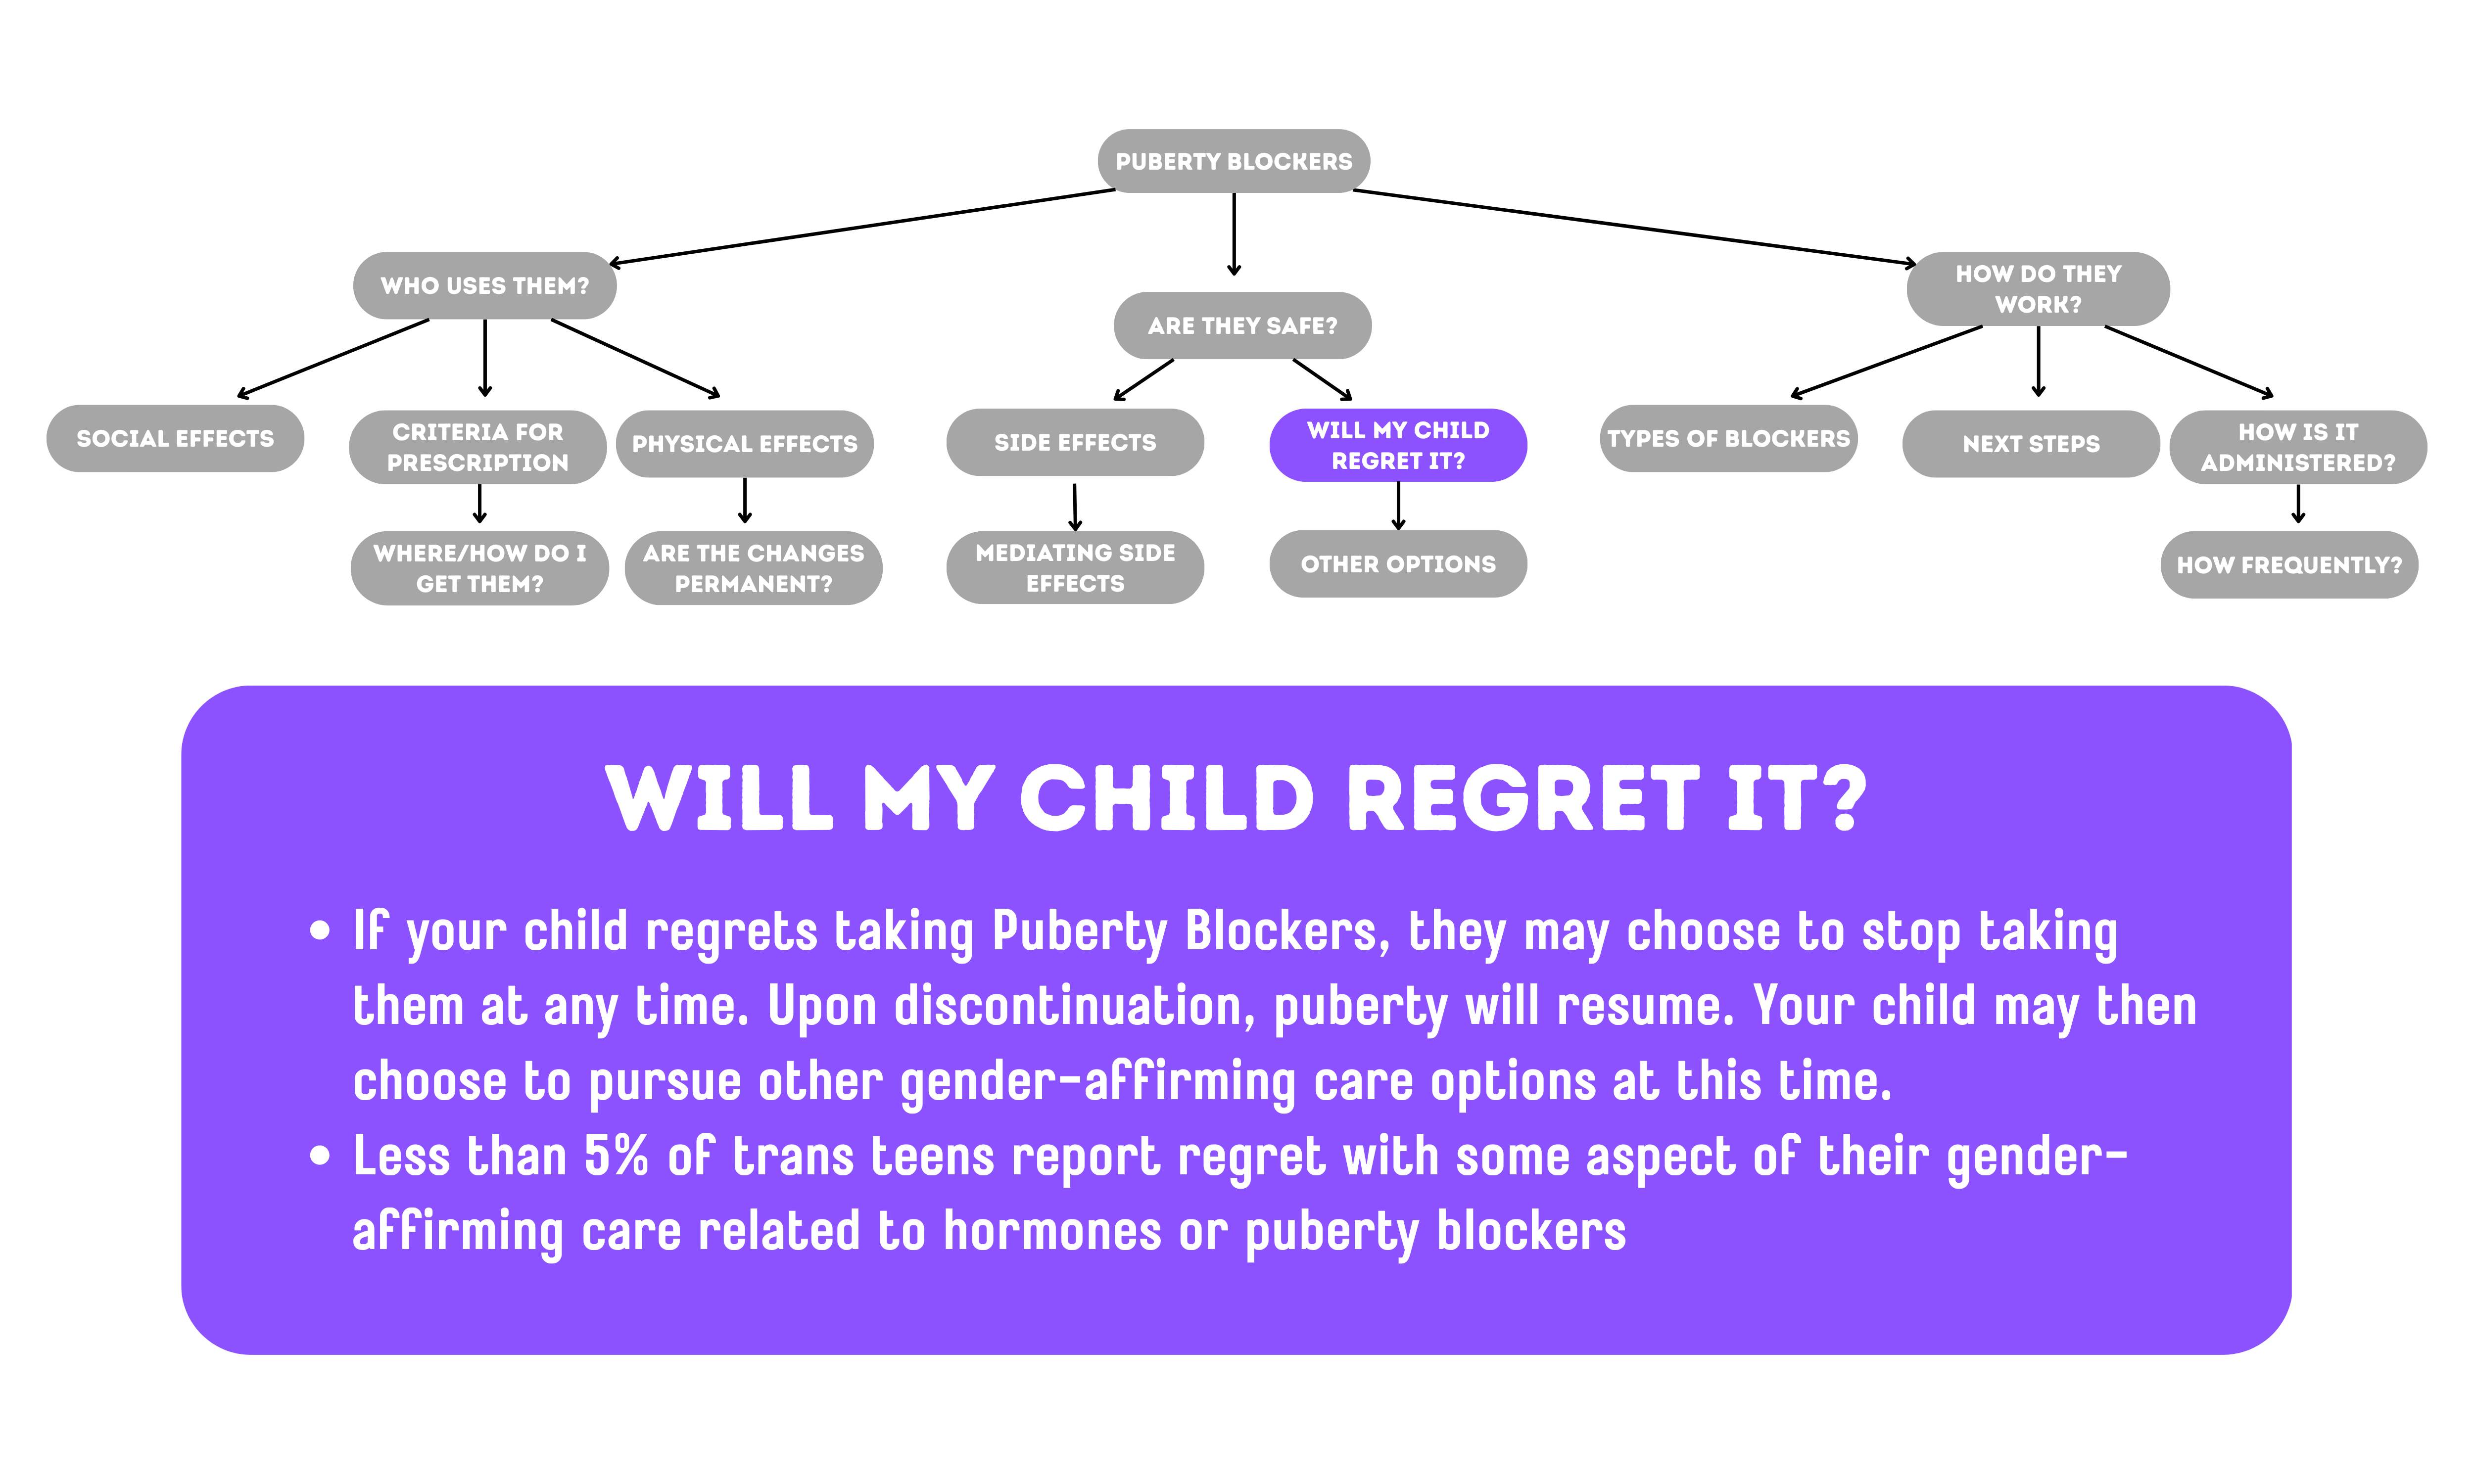 PUBERTY BLOCKERS
WHO USES THEM?
ARE THEY SAFE?
HOW DO THEY
WORK?
SOCIAL EFFECTS
CRITERIA FOR
PRESCRIPTION
PHYSICAL EFFECTS
SIDE EFFECTS
WILL MY CHILD
REGRET IT?
TYPES OF BLOCKERS
NEXT STEPS
HOW IS IT
ADMINISTERED?
WHERE/HOW DO I
GET THEM?
ARE THE CHANGES
PERMANENT?
MEDIATING SIDE
EFFECTS
OTHER OPTIONS
HOW FREQUENTLY?
WILL MY CHILD REGRET IT?
• If your child regrets taking Puberty Blockers, they may choose to stop taking
them at any time. Upon discontinuation, puberty will resume. Your child may then
choose to pursue other gender-affirming care options at this time.
• Less than 5% of trans teens report regret with some aspect of their gender-
affirming care related to hormones or puberty blockers